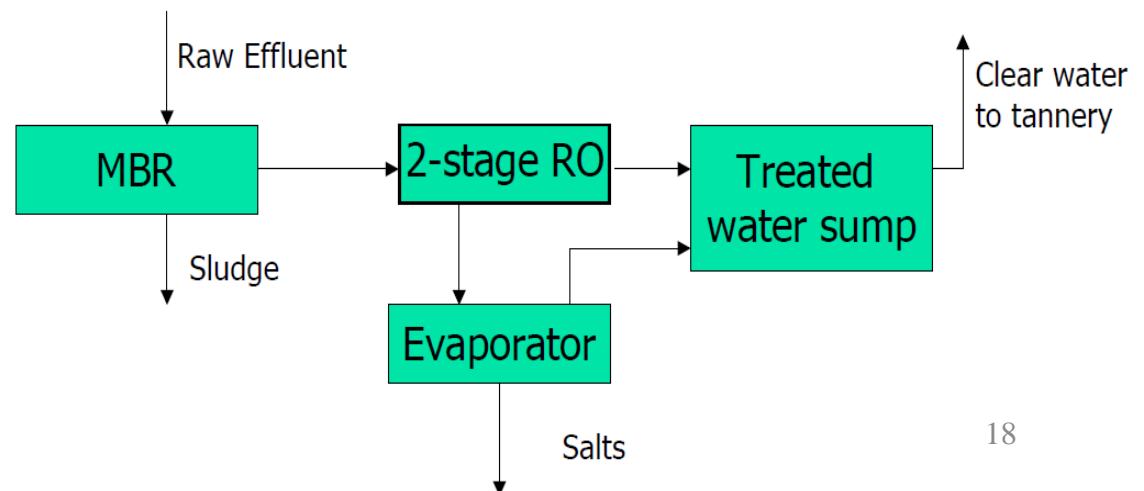 Raw Effluent
Clear water
to tannery
MBR
2-stage RO
Treated
water sump
Sludge
Evaporator
Salts
18